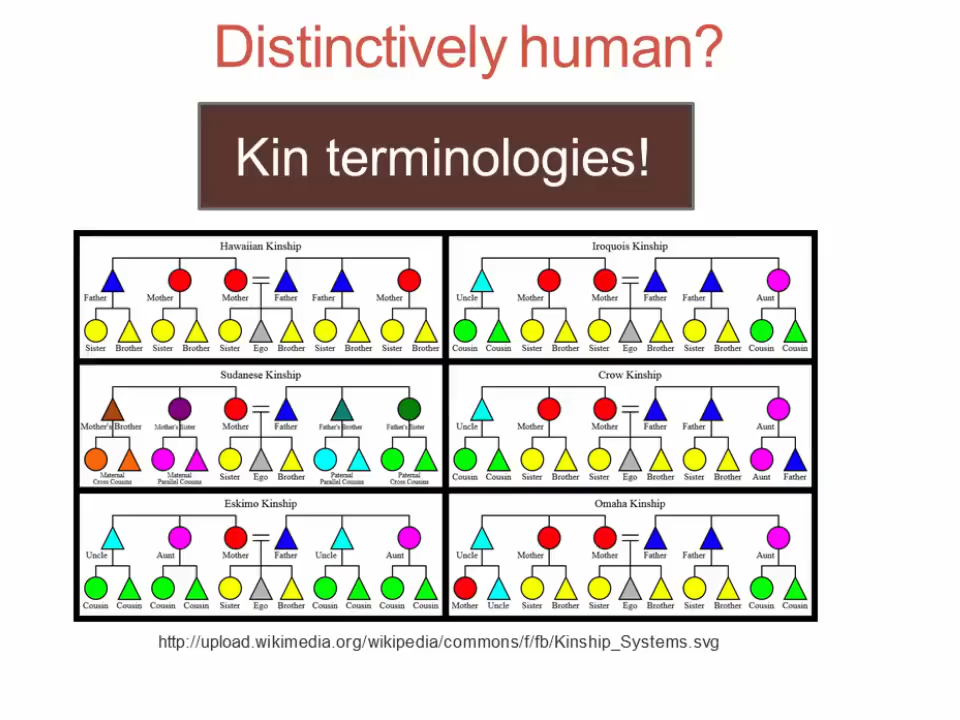 Distinctively human?
Kin terminologies!
Hawaiian Kinship
Father Mother Mother Father Father Mother
Sister Brother Sister Brother Sister Ego Brother Sister Brother Sister Brother
Iroquois Kinship
Uncle Mother Mother Father Father Aunt
Cousin Cousin Sister Brother Sister Ego Brother Sister Brother Cousin Cousin
Sudanese Kinship
Mother's Brother Mother's Sister Mother Father Father's Brother Father's Sister
Maternal Cross Cousins Maternal Parallel Cousins Sister Ego Brother Paternal Parallel Cousins Paternal Cross Cousins
Crow Kinship
Uncle Mother Mother Father Father Aunt
Cousin Cousin Sister Brother Sister Ego Brother Sister Brother Aunt Father
Eskimo Kinship
Uncle Aunt Mother Father Uncle Aunt
Cousin Cousin Cousin Cousin Sister Ego Brother Cousin Cousin Cousin Cousin
Omaha Kinship
Uncle Mother Mother Father Father Aunt
Mother Uncle Sister Brother Sister Ego Brother Sister Brother Cousin Cousin
http://upload.wikimedia.org/wikipedia/commons/f/fb/Kinship_Systems.svg